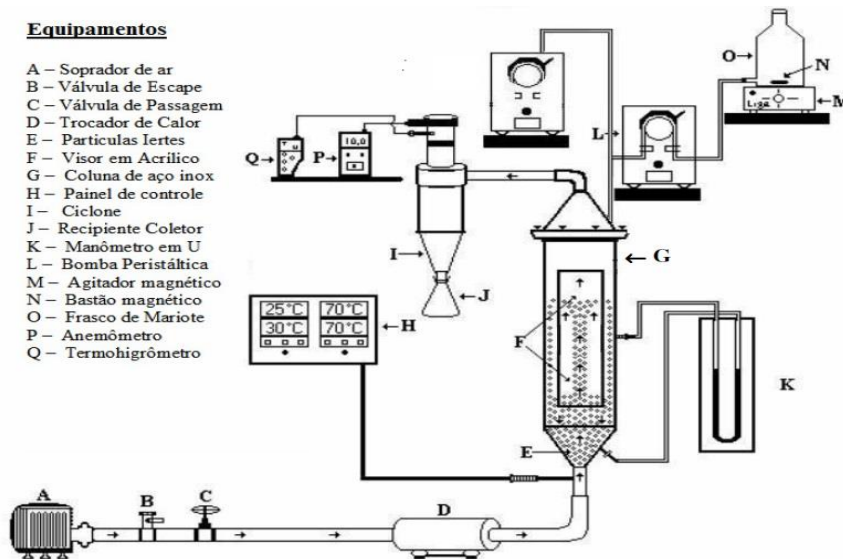 Equipamentos
A – Soprador de ar
B – Válvula de Escape
C – Válvula de Passagem
D – Trocador de Calor
E – Particulas Iertes
F – Visor em Acrílico
G – Coluna de aço inox
H – Painel de controle
I – Ciclone
J – Recipiente Coletor
K – Manômetro em U
L – Bomba Peristáltica
M – Agitador magnético
N – Bastão magnético
O – Frasco de Mariote
P – Anemômetro
Q – Termohigrômetro
O
N
Liga
M
L
Q
T U
P
10,0
I
J
G
25°C 70°C
30°C 70°C
H
F
K
E
A
B
C
D